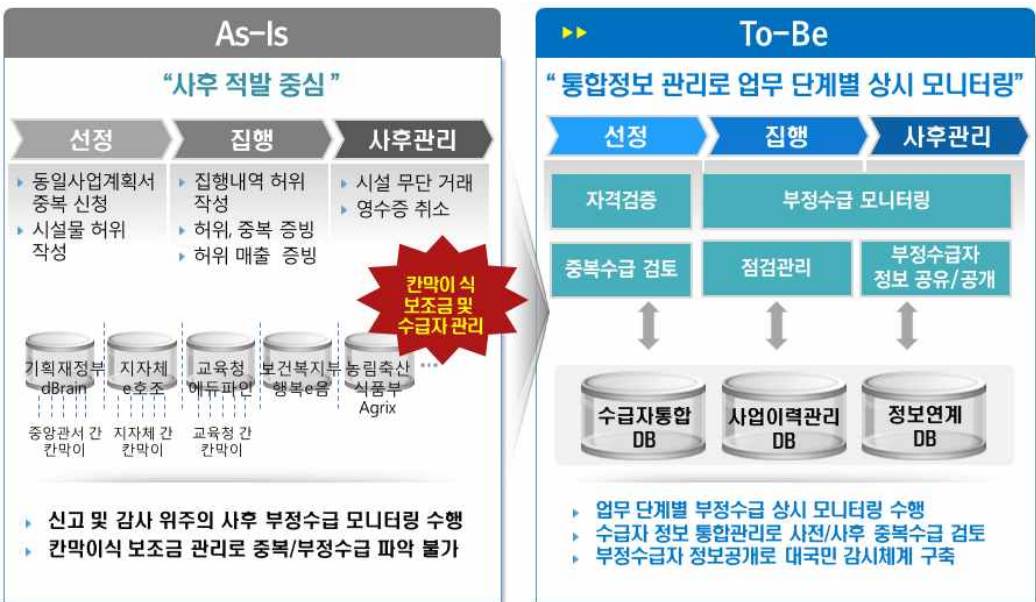 As-Is
“사후 적발 중심 ”
선정
집행
사후관리
동일사업계획서
중복 신청
시설물 허위
작성
집행내역 허위
작성
허위, 중복 증빙
허위 매출 증빙
시설 무단 거래
영수증 취소
칸막이 식
보조금 및
수급자 관리
기획재정부
dBrain
지자체
e호조
교육청
에듀파인
보건복지부
행복e음
농림축산
식품부
Agrix
...
중앙관서 간
칸막이
지자체 간
칸막이
교육청 간
칸막이
신고 및 감사 위주의 사후 부정수급 모니터링 수행
칸막이식 보조금 관리로 중복/부정수급 파악 불가
To-Be
“ 통합정보 관리로 업무 단계별 상시 모니터링”
선정
집행
사후관리
자격검증
부정수급 모니터링
중복수급 검토
점검관리
부정수급자
정보 공유/공개
수급자통합
DB
사업이력관리
DB
정보연계
DB
업무 단계별 부정수급 상시 모니터링 수행
수급자 정보 통합관리로 사전/사후 중복수급 검토
부정수급자 정보공개로 대국민 감시체계 구축